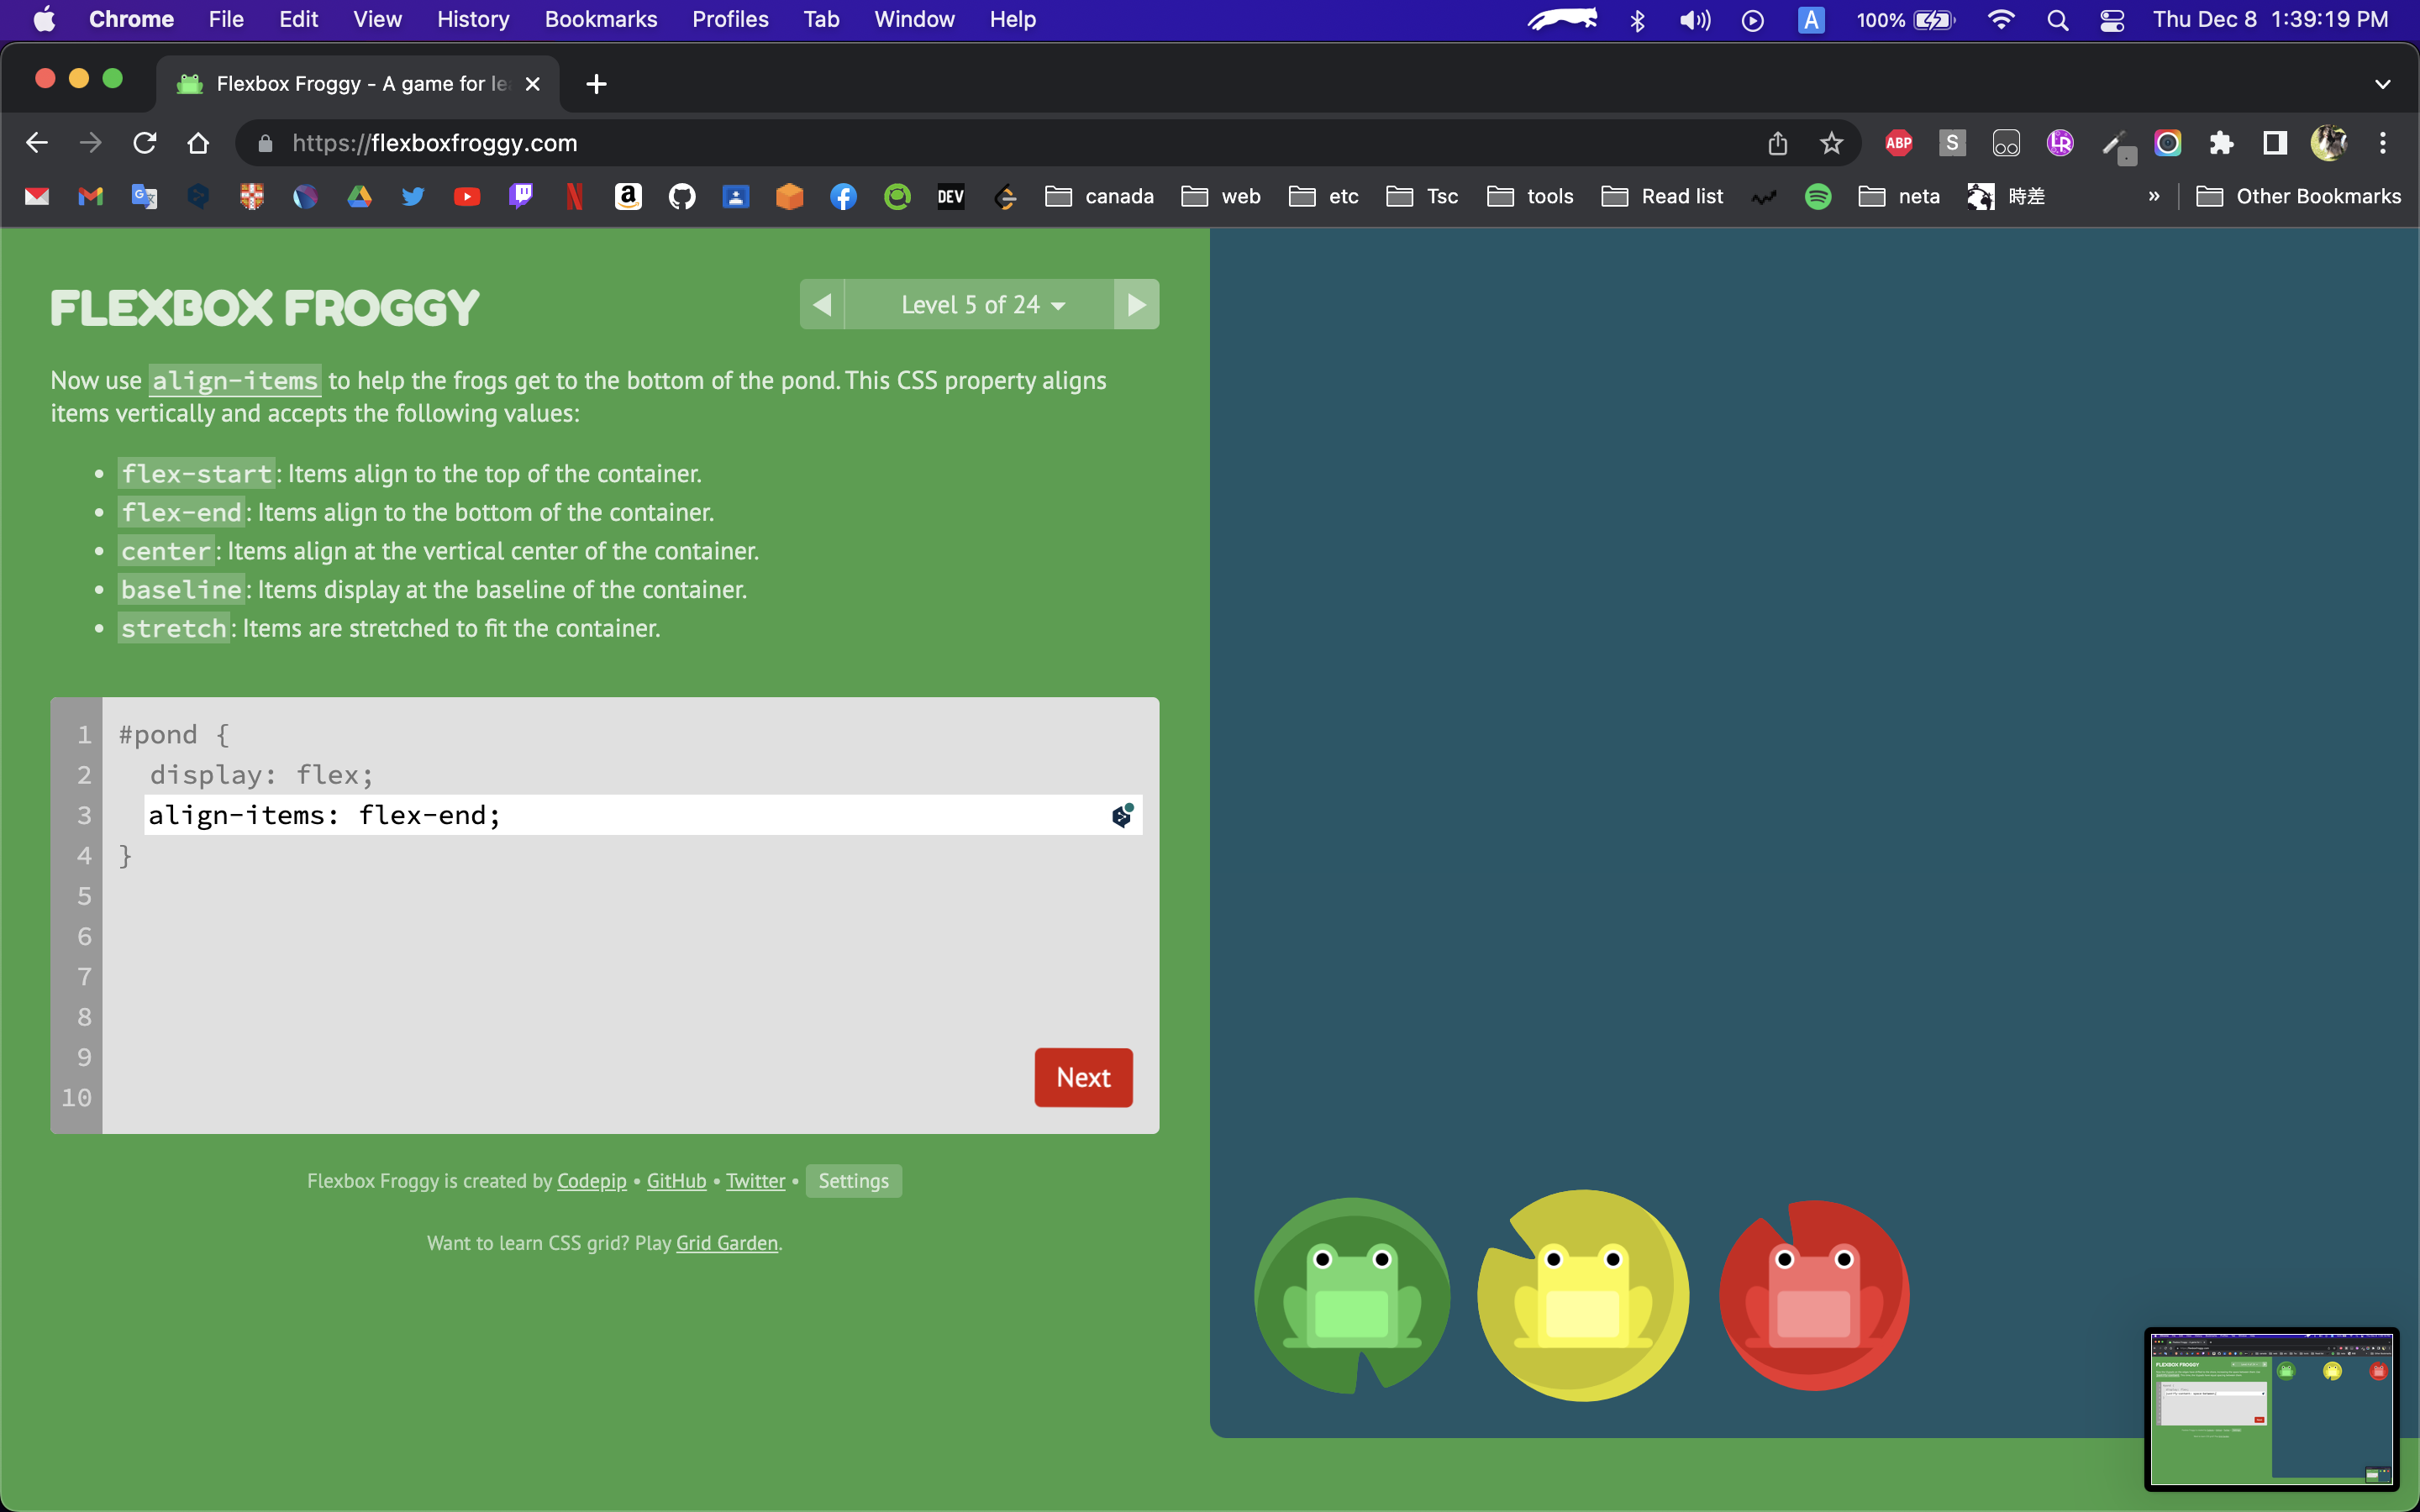 Chrome File Edit View History Bookmarks Profiles Tab Window Help A 100% Thu Dec 8 1:39:19 PM
Flexbox Froggy - A game for le
https://flexboxfroggy.com
ABP S LR
DEV canada web etc Tsc tools Read list neta 時差 » Other Bookmarks
FLEXBOX FROGGY
Level 5 of 24
Now use align-items to help the frogs get to the bottom of the pond. This CSS property aligns
items vertically and accepts the following values:
• flex-start: Items align to the top of the container.
• flex-end: Items align to the bottom of the container.
• center: Items align at the vertical center of the container.
• baseline: Items display at the baseline of the container.
• stretch: Items are stretched to fit the container.
1 #pond {
2 display: flex;
3 align-items: flex-end;
4 }
5
6
7
8
9
10
Next
Flexbox Froggy is created by Codepip • GitHub • Twitter • Settings
Want to learn CSS grid? Play Grid Garden.
FLEXBOX FROGGY